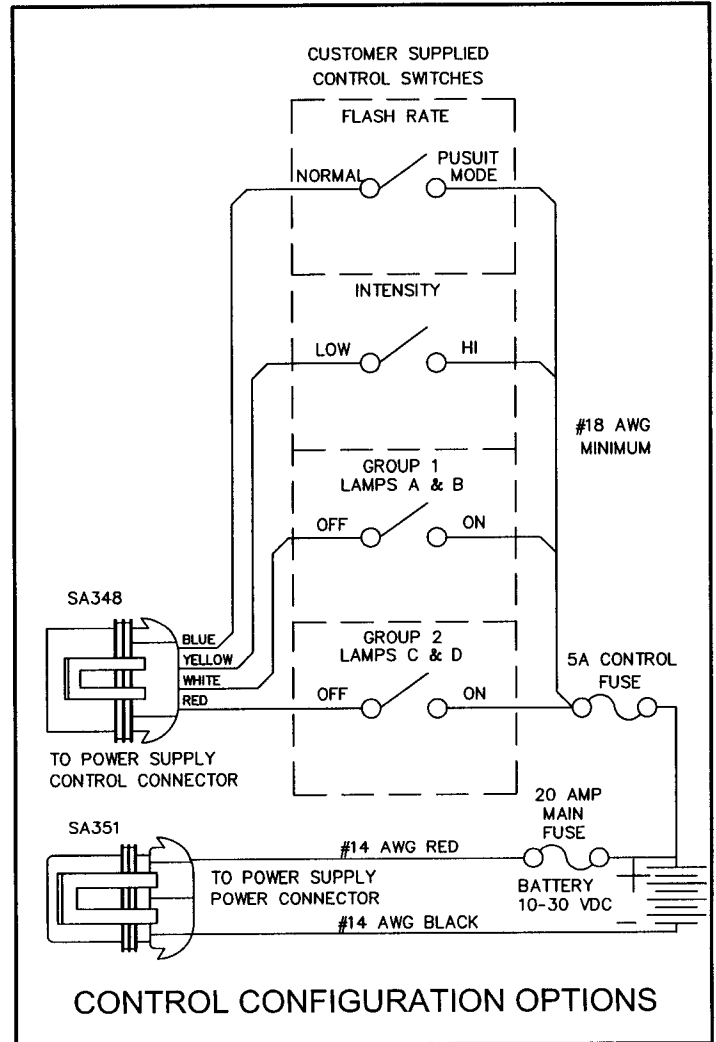 CUSTOMER SUPPLIED
CONTROL SWITCHES
FLASH RATE
NORMAL
PUSUIT
MODE
INTENSITY
LOW
HI
#18 AWG
MINIMUM
GROUP 1
LAMPS A & B
OFF
ON
SA348
BLUE
YELLOW
WHITE
RED
GROUP 2
LAMPS C & D
OFF
ON
5A CONTROL
FUSE
TO POWER SUPPLY
CONTROL CONNECTOR
20 AMP
MAIN
FUSE
SA351
#14 AWG RED
TO POWER SUPPLY
POWER CONNECTOR
BATTERY
10-30 VDC
+
−
#14 AWG BLACK
CONTROL CONFIGURATION OPTIONS